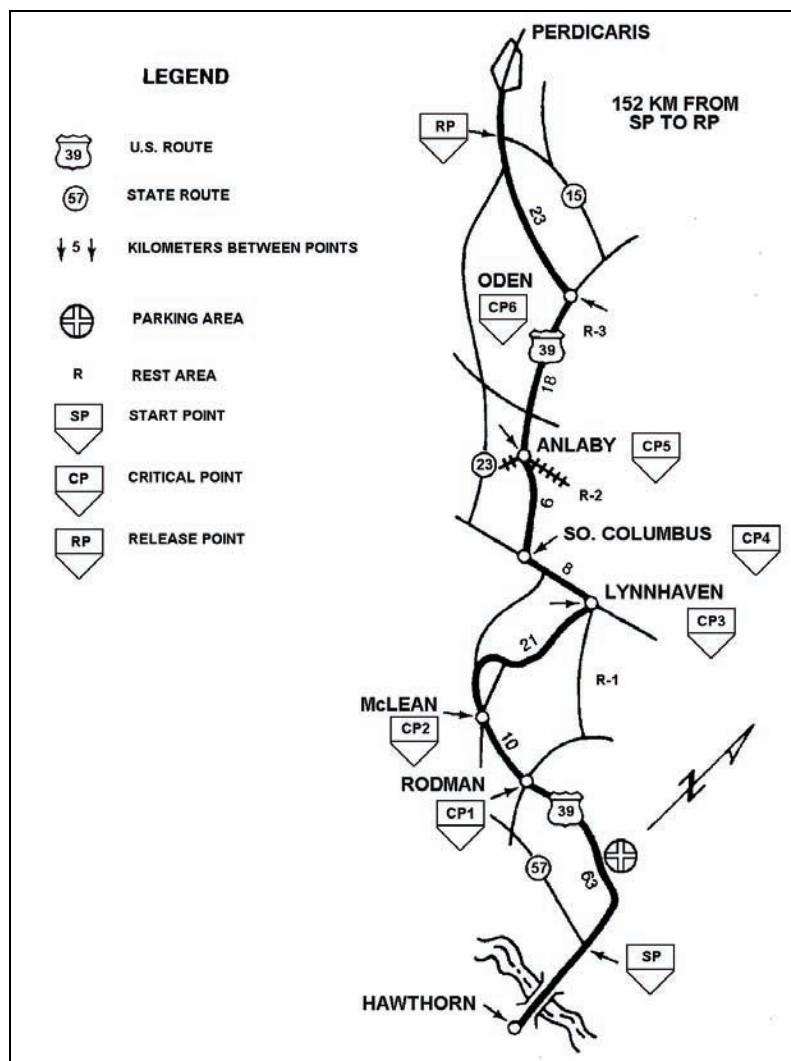 PERDICARIS
LEGEND
152 KM FROM
SP TO RP
RP
39
U.S. ROUTE
57
STATE ROUTE
15
23
5
KILOMETERS BETWEEN POINTS
ODEN
CP6
PARKING AREA
R-3
39
R
REST AREA
18
SP
START POINT
ANLABY
CP5
23
CP
CRITICAL POINT
R-2
9
SO. COLUMBUS
CP4
RP
RELEASE POINT
8
LYNNHAVEN
CP3
21
R-1
McLEAN
CP2
10
RODMAN
CP1
39
N
57
63
SP
HAWTHORN